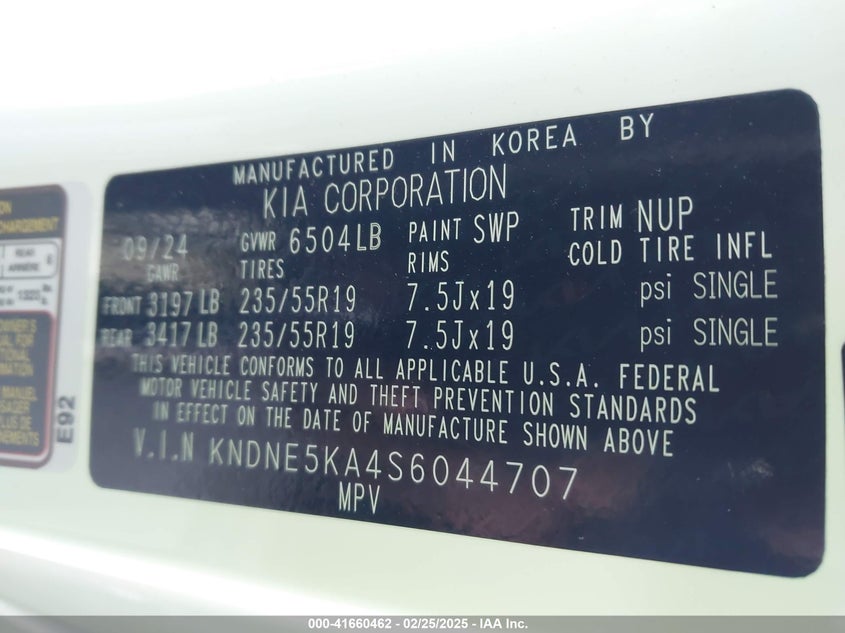 MANUFACTURED IN KOREA BY
KIA CORPORATION
09/24 GVWR 6504LB PAINT SWP TRIM NUP
GAWR TIRES RIMS COLD TIRE INFL
FRONT 3197 LB 235/55R19 7.5Jx19 psi SINGLE
REAR 3417 LB 235/55R19 7.5Jx19 psi SINGLE
THIS VEHICLE CONFORMS TO ALL APPLICABLE U.S.A. FEDERAL
MOTOR VEHICLE SAFETY AND THEFT PREVENTION STANDARDS
IN EFFECT ON THE DATE OF MANUFACTURE SHOWN ABOVE
V.I.N KNDNE5KA4S6044707
MPV
E92
000-41660462 - 02/25/2025 - IAA Inc.